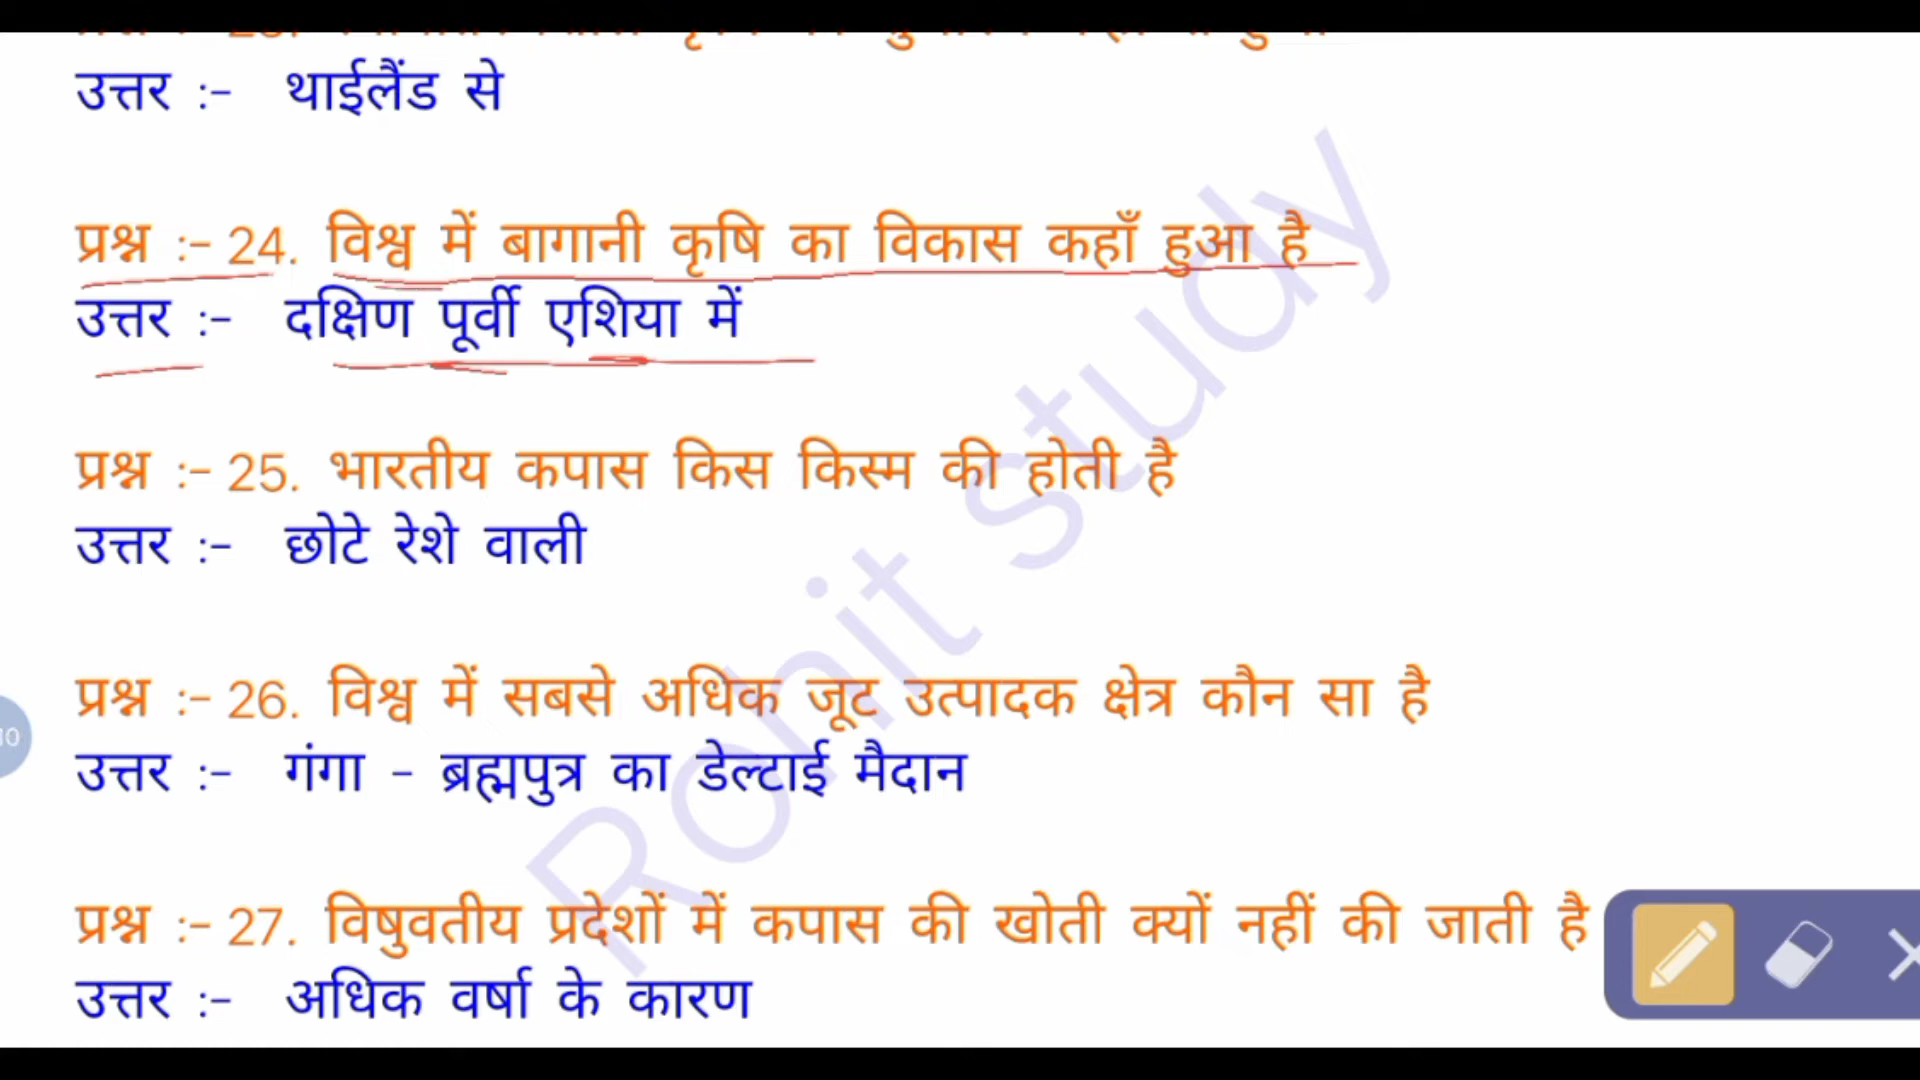 उत्तर :- थाईलैंड से
प्रश्न :- 24. विश्व में बागानी कृषि का विकास कहाँ हुआ है
उत्तर :- दक्षिण पूर्वी एशिया में
प्रश्न :- 25. भारतीय कपास किस किस्म की होती है
उत्तर :- छोटे रेशे वाली
प्रश्न :- 26. विश्व में सबसे अधिक जूट उत्पादक क्षेत्र कौन सा है
उत्तर :- गंगा - ब्रह्मपुत्र का डेल्टाई मैदान
प्रश्न :- 27. विषुवतीय प्रदेशों में कपास की खोती क्यों नहीं की जाती है
उत्तर :- अधिक वर्षा के कारण
Rohit study